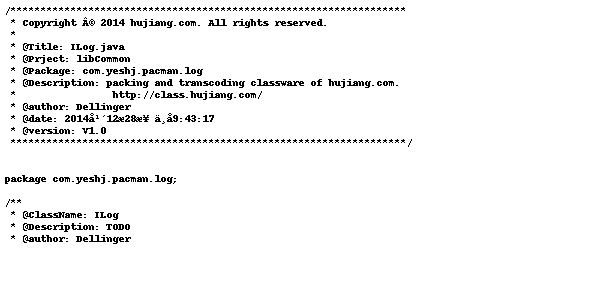 /******************************************************************
 * Copyright Â© 2014 hujiang.com. All rights reserved.
 *
 * @Title: ILog.java
 * @Prject: libCommon
 * @Package: com.yeshj.pacman.log
 * @Description: packing and transcoding classware of hujiang.com.
 *                http://class.hujiang.com/
 * @author: Dellinger
 * @date: 2014å¹´12æ28æ¥ ä¸å9:43:17
 * @version: V1.0
 ******************************************************************/
package com.yeshj.pacman.log;
/**
 * @ClassName: ILog
 * @Description: TODO
 * @author: Dellinger